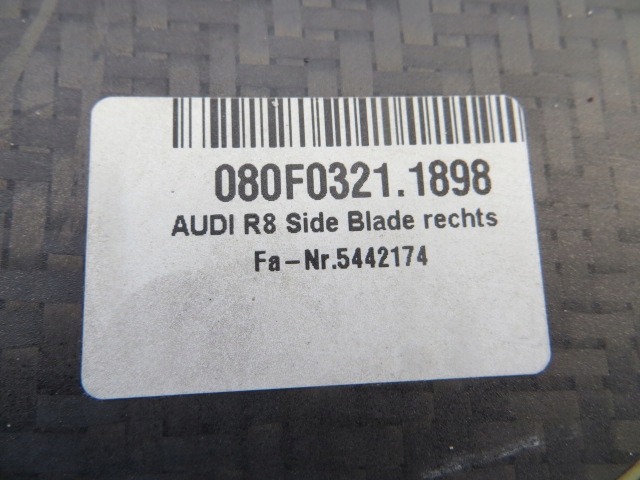 080F0321.1898
AUDI R8 Side Blade rechts
Fa-Nr.5442174